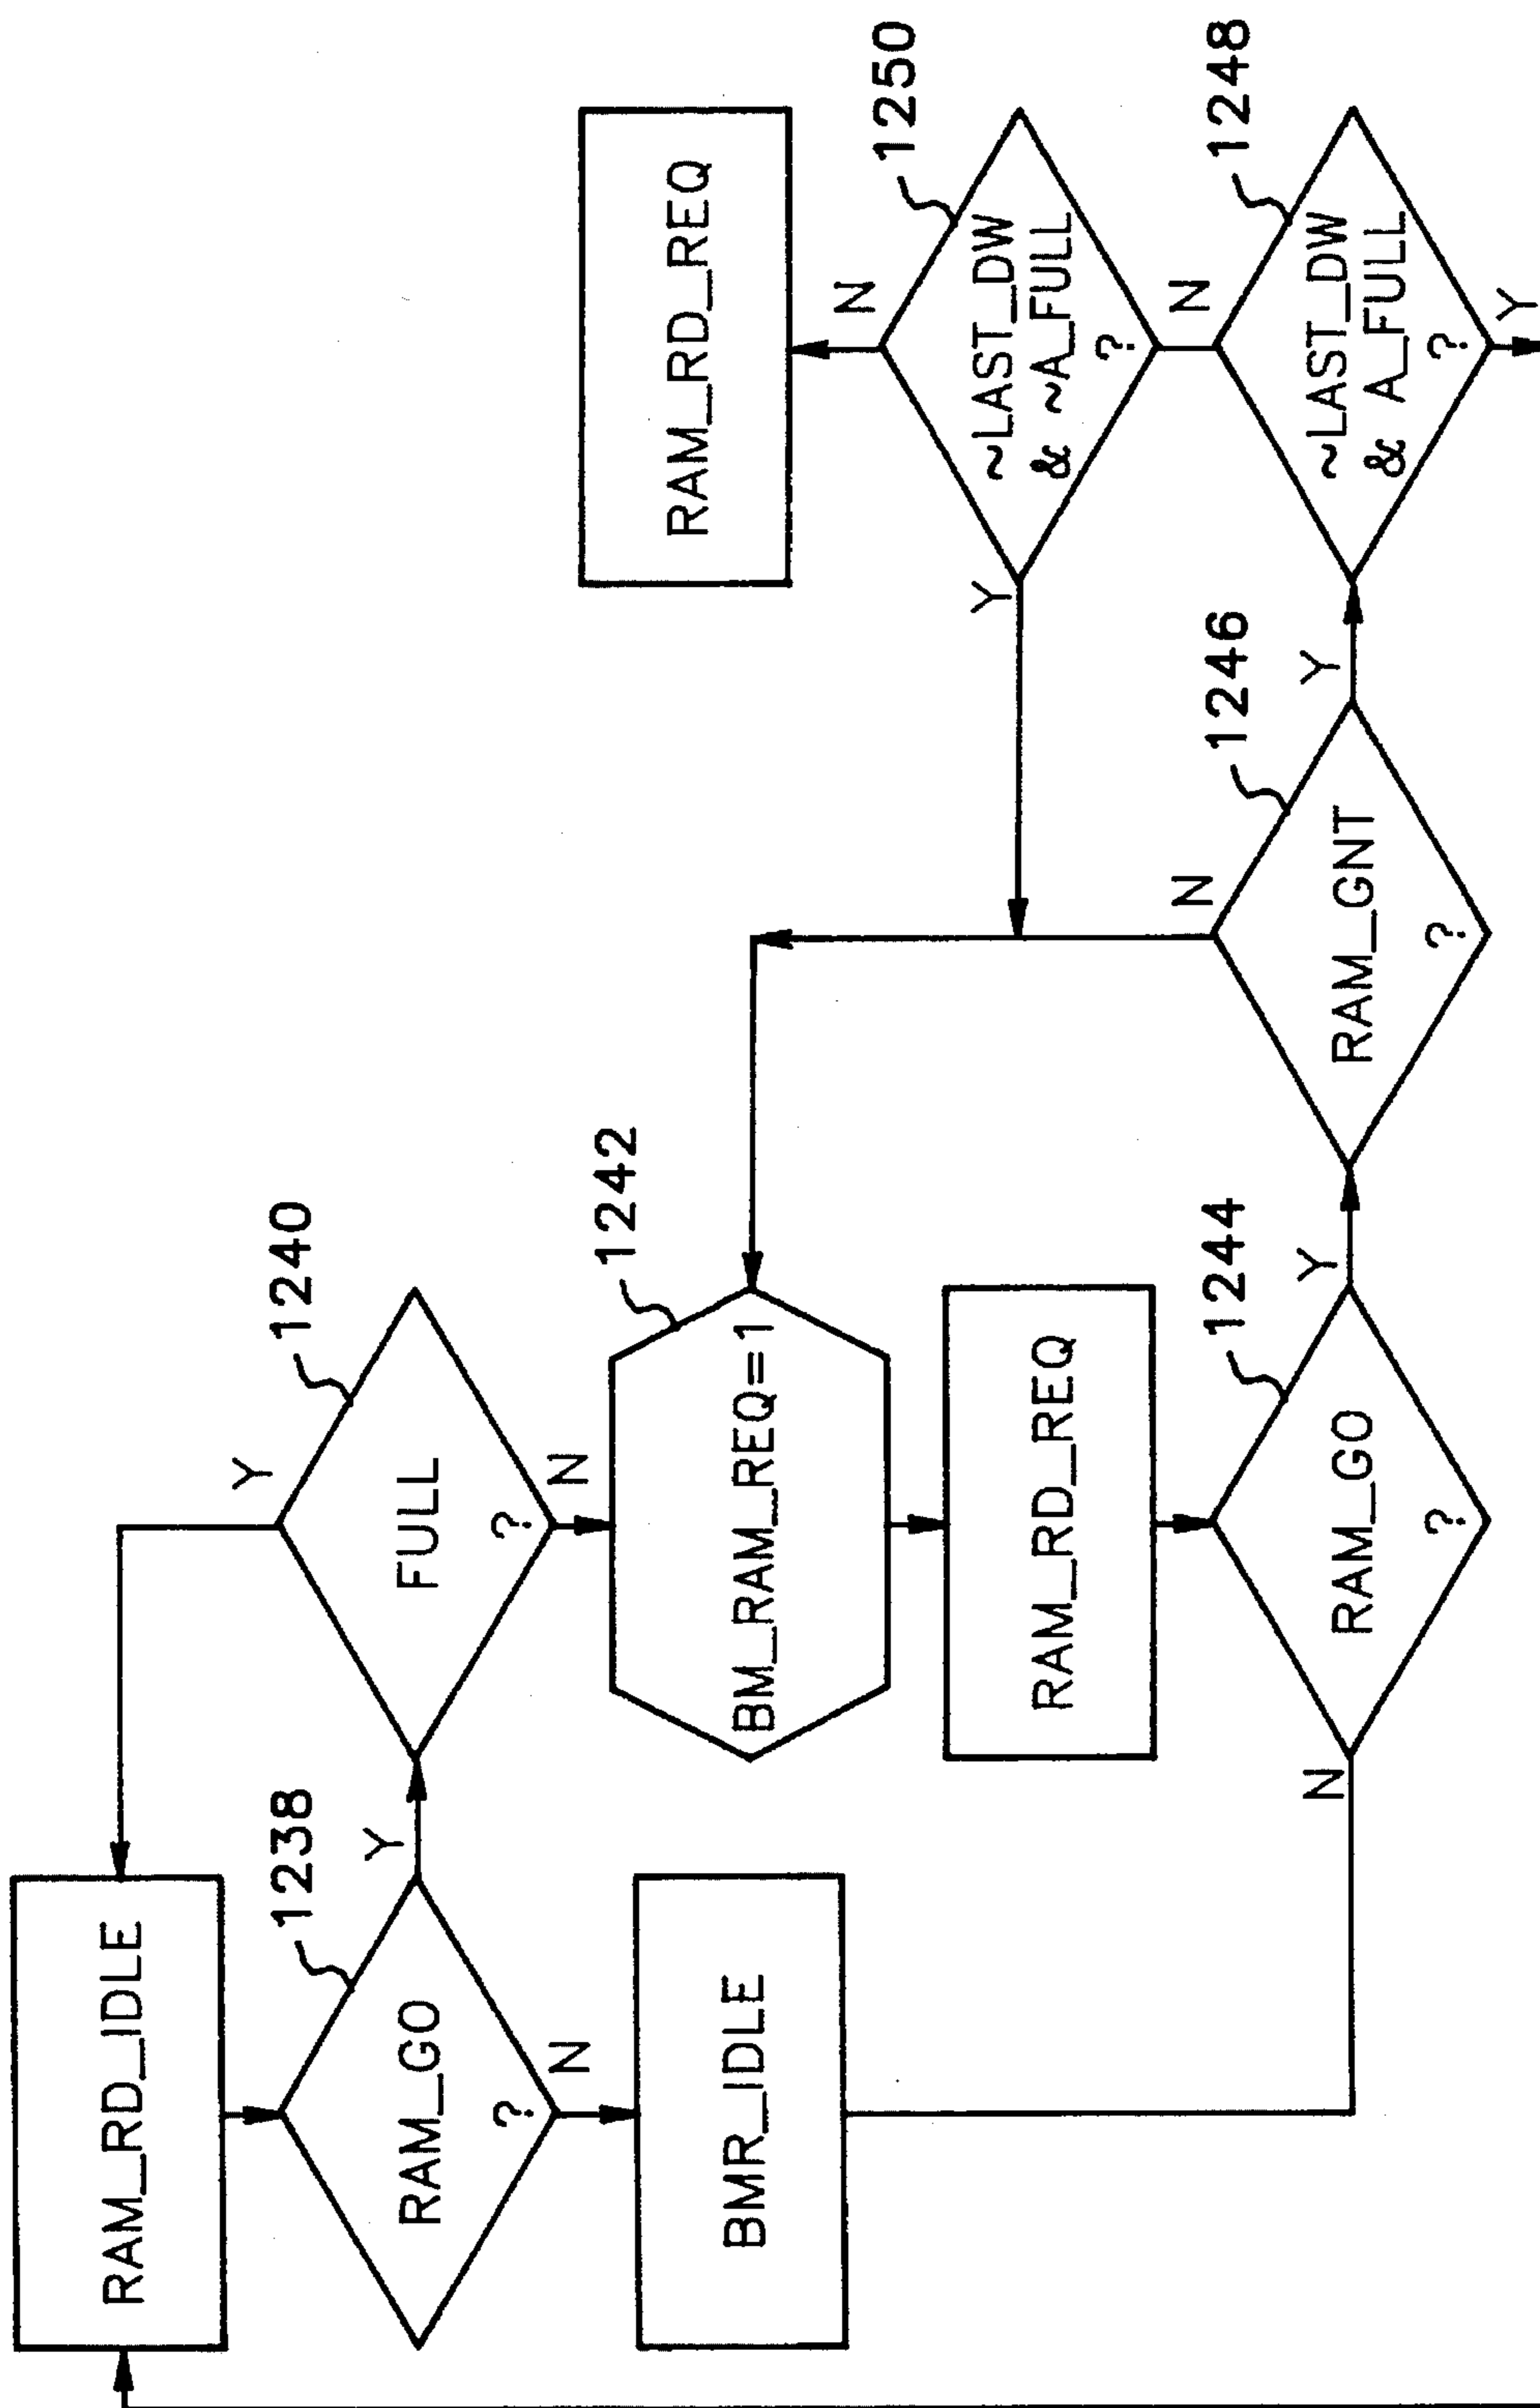 RAM_RD_IDLE
1238
RAM_GO
?
Y
N
BMR_IDLE
1240
Y
FULL
?
N
1242
BM_RAM_REQ=1
RAM_RD_REQ
1244
RAM_GO
?
N
Y
1246
N
RAM_GNT
?
Y
RAM_RD_REQ
1250
N
~LAST_DW
& ~A_FULL
?
Y
N
1248
~LAST_DW
& A_FULL
?
Y